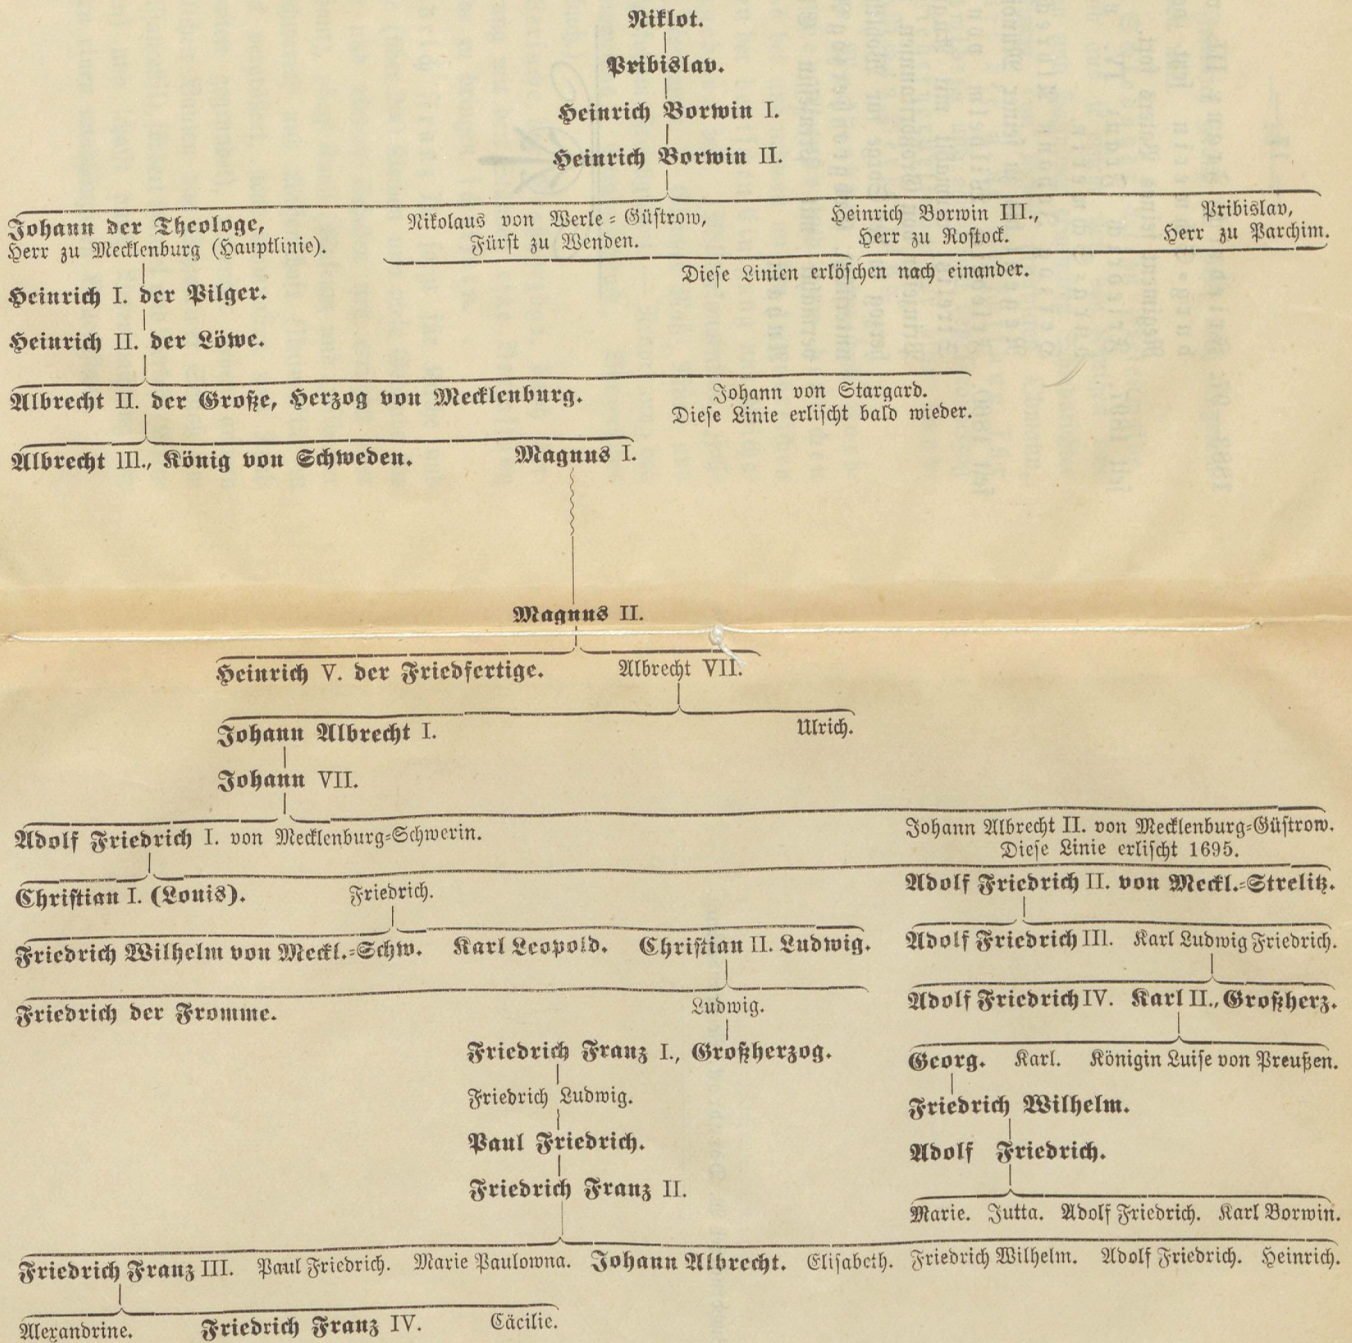 Niklot.
Pribislav.
Heinrich Borwin I.
Heinrich Borwin II.
Johann der Theologe,
Herr zu Mecklenburg (Hauptlinie).
Nikolaus von Werle-Güstrow,
Fürst zu Wenden.
Heinrich Borwin III.,
Herr zu Rostock.
Pribislav,
Herr zu Parchim.
Diese Linien erlöschen nach einander.
Heinrich I. der Pilger.
Heinrich II. der Löwe.
Albrecht II. der Große, Herzog von Mecklenburg.
Johann von Stargard.
Diese Linie erlischt bald wieder.
Albrecht III., König von Schweden.
Magnus I.
Magnus II.
Heinrich V. der Friedfertige.
Albrecht VII.
Johann Albrecht I.
Ulrich.
Johann VII.
Adolf Friedrich I. von Mecklenburg-Schwerin.
Johann Albrecht II. von Mecklenburg-Güstrow.
Diese Linie erlischt 1695.
Christian I. (Louis).
Friedrich.
Adolf Friedrich II. von Meckl.-Strelitz.
Friedrich Wilhelm von Meckl.-Schw.
Karl Leopold.
Christian II. Ludwig.
Adolf Friedrich III.
Karl Ludwig Friedrich.
Friedrich der Fromme.
Ludwig.
Adolf Friedrich IV.
Karl II., Großherz.
Friedrich Franz I., Großherzog.
Georg.
Karl.
Königin Luise von Preußen.
Friedrich Ludwig.
Friedrich Wilhelm.
Paul Friedrich.
Adolf Friedrich.
Friedrich Franz II.
Marie. Jutta. Adolf Friedrich. Karl Borwin.
Friedrich Franz III. Paul Friedrich. Marie Paulowna. Johann Albrecht. Elisabeth. Friedrich Wilhelm. Adolf Friedrich. Heinrich.
Alexandrine. Friedrich Franz IV. Cäcilie.